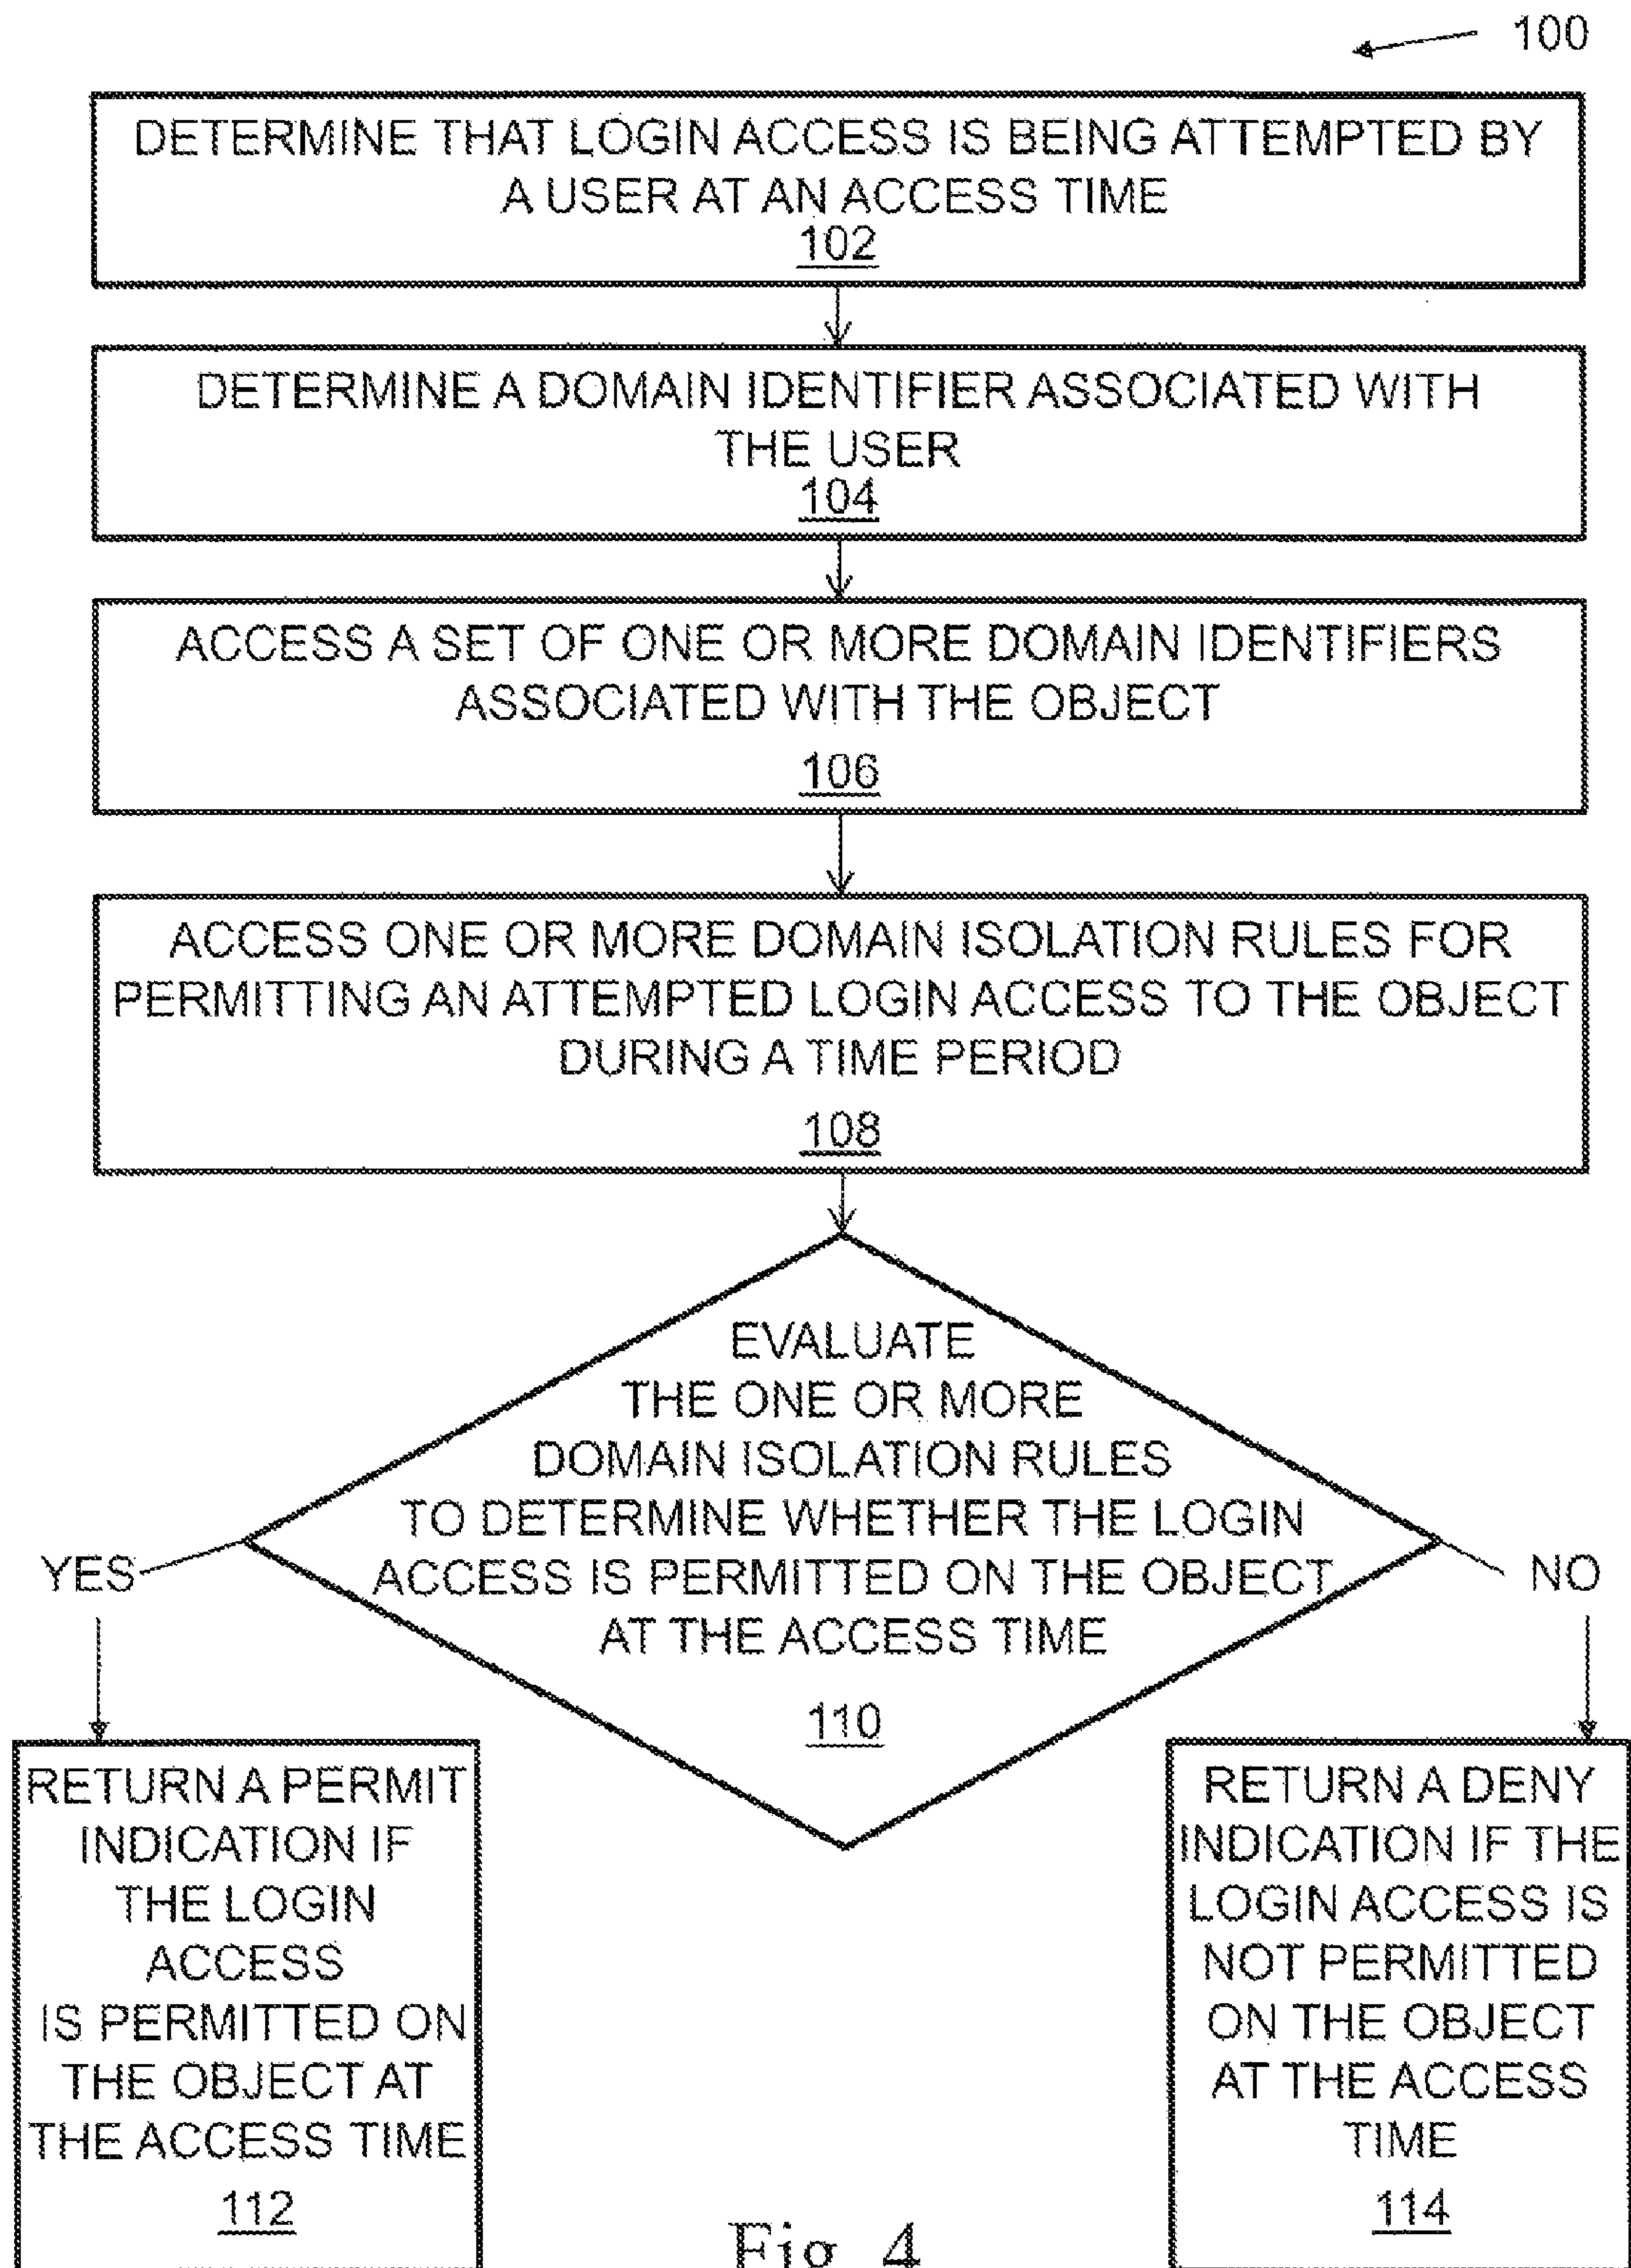 100
DETERMINE THAT LOGIN ACCESS IS BEING ATTEMPTED BY
A USER AT AN ACCESS TIME
102
DETERMINE A DOMAIN IDENTIFIER ASSOCIATED WITH
THE USER
104
ACCESS A SET OF ONE OR MORE DOMAIN IDENTIFIERS
ASSOCIATED WITH THE OBJECT
106
ACCESS ONE OR MORE DOMAIN ISOLATION RULES FOR
PERMITTING AN ATTEMPTED LOGIN ACCESS TO THE OBJECT
DURING A TIME PERIOD
108
EVALUATE
THE ONE OR MORE
DOMAIN ISOLATION RULES
TO DETERMINE WHETHER THE LOGIN
ACCESS IS PERMITTED ON THE OBJECT
AT THE ACCESS TIME
110
YES
NO
RETURN A PERMIT
INDICATION IF
THE LOGIN
ACCESS
IS PERMITTED ON
THE OBJECT AT
THE ACCESS TIME
112
RETURN A DENY
INDICATION IF THE
LOGIN ACCESS IS
NOT PERMITTED
ON THE OBJECT
AT THE ACCESS
TIME
114
Fig. 4